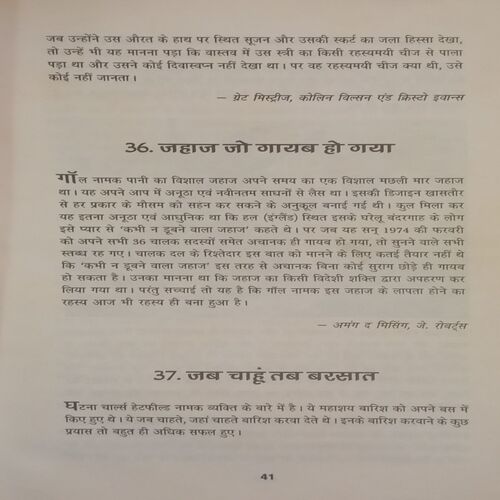 जब उन्होंने उस औरत के हाथ पर स्थित सूजन और उसकी स्कर्ट का जला हिस्सा देखा,
तो उन्हें भी यह मानना पड़ा कि वास्तव में उस स्त्री का किसी रहस्यमयी चीज से पाला
पड़ा था और उसने कोई दिवास्वप्न नहीं देखा था। पर वह रहस्यमयी चीज क्या थी, उसे
कोई नहीं जानता।
– ग्रेट मिस्ट्रीज, कोलिन विल्सन एंड क्रिस्टो इवान्स
36. जहाज जो गायब हो गया
गॉल नामक पानी का विशाल जहाज अपने समय का एक विशाल मछली मार जहाज
था। यह अपने आप में अनूठा एवं नवीनतम साधनों से लैस था। इसकी डिजाइन खासतौर
से हर प्रकार के मौसम को सहन कर सकने के अनुकूल बनाई गई थी। कुल मिला कर
यह इतना अनूठा एवं आधुनिक था कि हल (इंग्लैंड) स्थित इसके घरेलू बंदरगाह के लोग
इसे प्यार से 'कभी न डूबने वाला जहाज' कहते थे। पर जब यह सन् 1974 की फरवरी
को अपने सभी 36 चालक सदस्यों समेत अचानक ही गायब हो गया, तो सुनने वाले सभी
स्तब्ध रह गए। चालक दल के रिश्तेदार इस बात को मानने के लिए कतई तैयार नहीं थे
कि 'कभी न डूबने वाला जहाज' इस तरह से अचानक बिना कोई सुराग छोड़े ही गायब
हो सकता है। उनका मानना था कि जहाज का किसी विदेशी शक्ति द्वारा अपहरण कर
लिया गया था। परंतु सच्चाई तो यह है कि गॉल नामक इस जहाज के लापता होने का
रहस्य आज भी रहस्य ही बना हुआ है।
– अमंग द मिसिंग, जे. रोबर्ट्स
37. जब चाहूं तब बरसात
घटना चार्ल्स हेटफील्ड नामक व्यक्ति के बारे में है। ये महाशय बारिश को अपने बस में
किए हुए थे। ये जब चाहते, जहां चाहते बारिश करवा देते थे। इनके बारिश करवाने के कुछ
प्रयास तो बहुत ही अधिक सफल हुए।
41